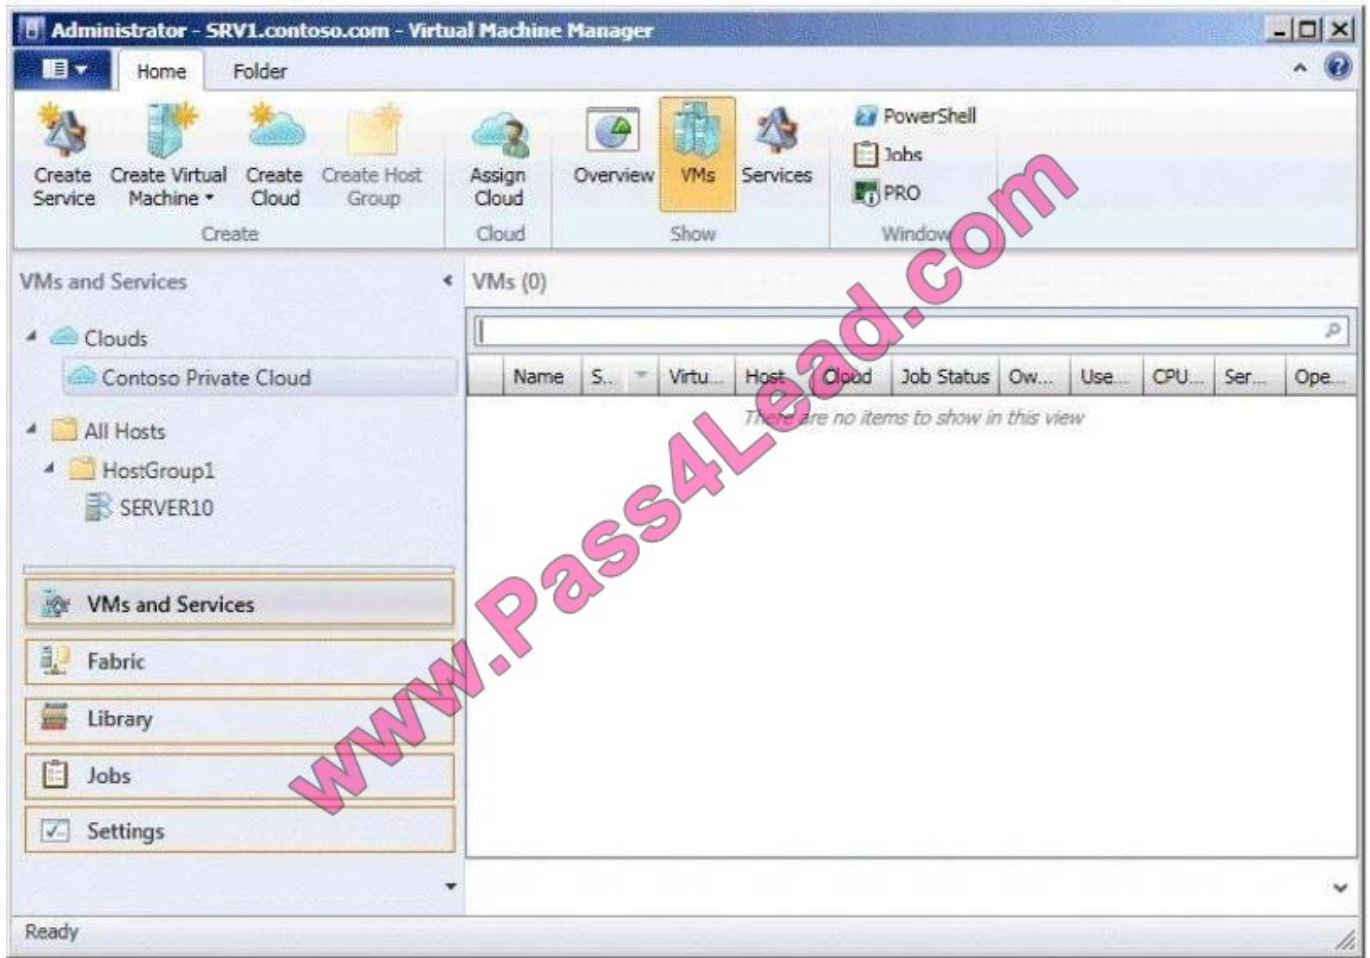 Administrator - SRV1.contoso.com - Virtual Machine Manager
Home Folder
Create Service
Create Virtual Machine
Create Cloud
Create Host Group
Assign Cloud
Overview
VMs
Services
PowerShell
Jobs
PRO
Create
Cloud
Show
Window
VMs and Services
Clouds
Contoso Private Cloud
All Hosts
HostGroup1
SERVER10
VMs and Services
Fabric
Library
Jobs
Settings
VMs (0)
Name S... Virtu... Host Cloud Job Status Ow... Use... CPU... Ser... Ope...
There are no items to show in this view
www.Pass4Lead.com
Ready